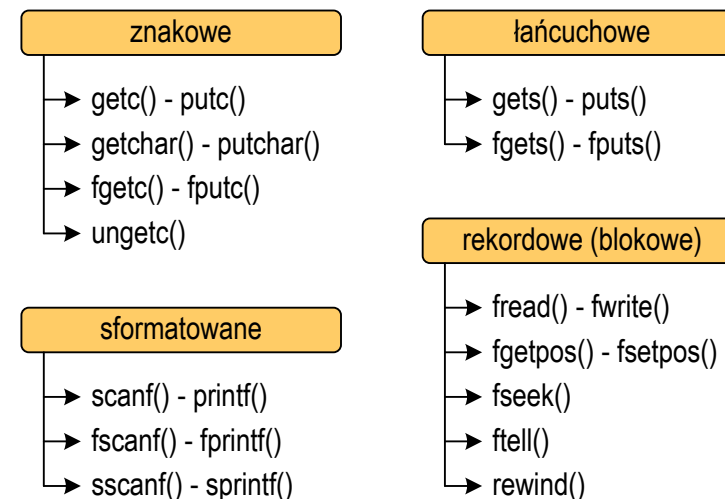 znakowe
getc() - putc()
getchar() - putchar()
fgetc() - fputc()
ungetc()
sformatowane
scanf() - printf()
fscanf() - fprintf()
sscanf() - sprintf()
łańcuchowe
gets() - puts()
fgets() - fputs()
rekordowe (blokowe)
fread() - fwrite()
fgetpos() - fsetpos()
fseek()
ftell()
rewind()